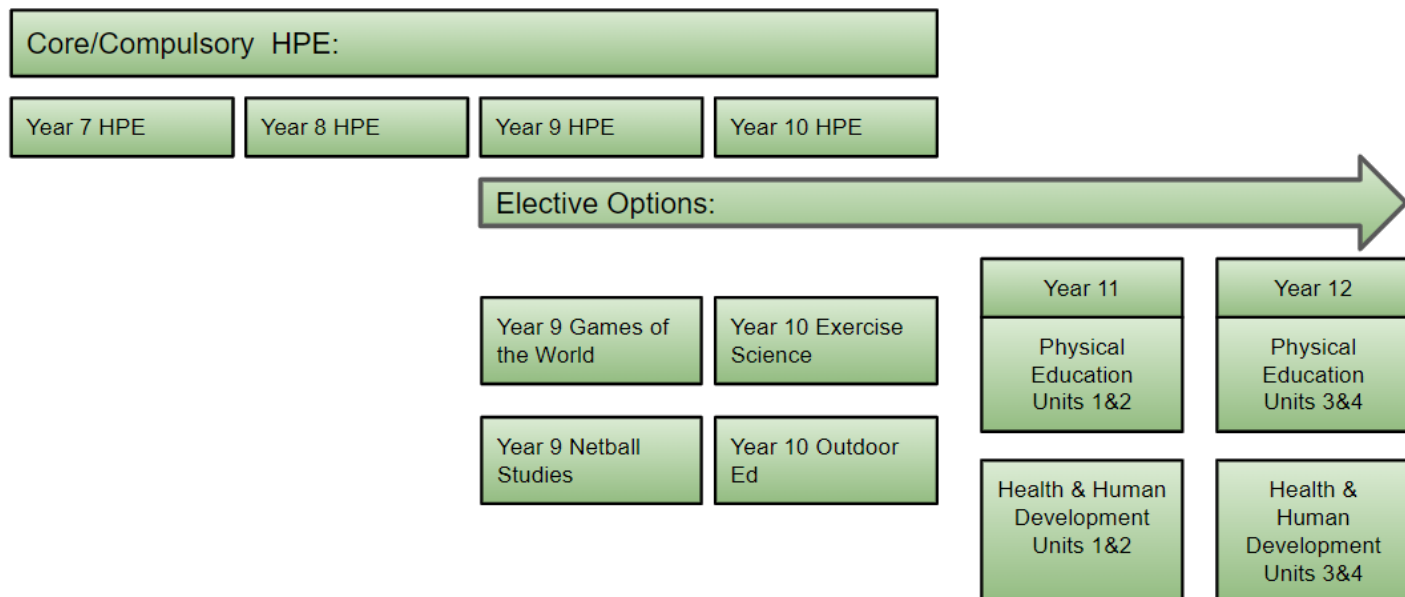 Core/Compulsory HPE:
Year 7 HPE
Year 8 HPE
Year 9 HPE
Year 10 HPE
Elective Options:
Year 9 Games of
the World
Year 10 Exercise
Science
Year 9 Netball
Studies
Year 10 Outdoor
Ed
Year 11
Physical
Education
Units 1&2
Health & Human
Development
Units 1&2
Year 12
Physical
Education
Units 3&4
Health &
Human
Development
Units 3&4